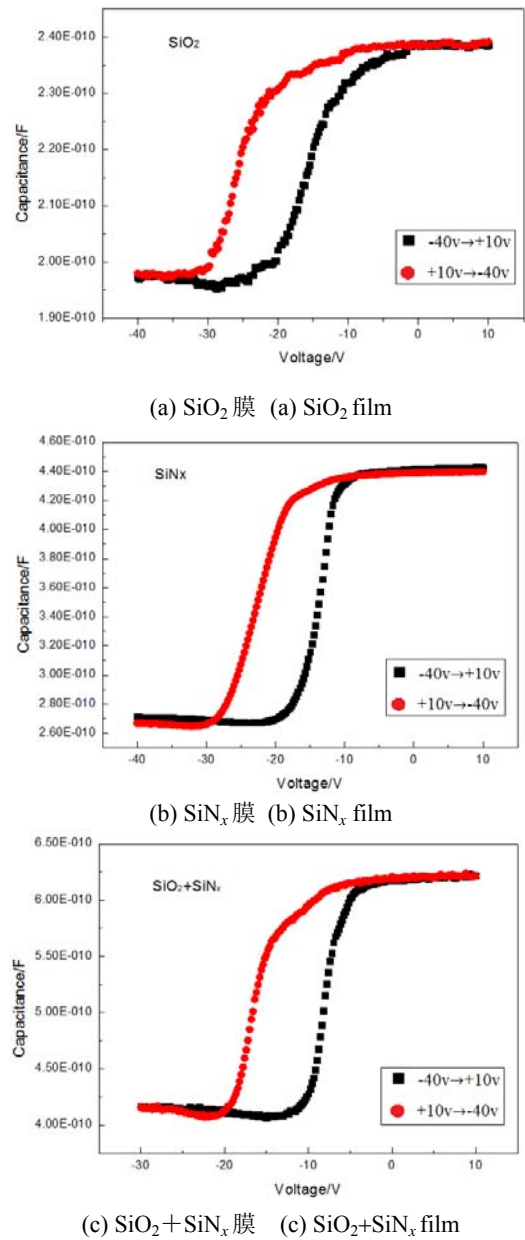 SiO₂
2.40E-010
2.30E-010
2.20E-010
2.10E-010
2.00E-010
1.90E-010
Capacitance/F
-40v→+10v
+10v→-40v
-40
-30
-20
-10
0
10
Voltage/V
(a) SiO₂ 膜 (a) SiO₂ film
SiNx
4.60E-010
4.40E-010
4.20E-010
4.00E-010
3.80E-010
3.60E-010
3.40E-010
3.20E-010
3.00E-010
2.80E-010
2.60E-010
Capacitance/F
-40v→+10v
+10v→-40v
-40
-30
-20
-10
0
10
Voltage/V
(b) SiNₓ 膜 (b) SiNₓ film
SiO₂+SiNₓ
6.50E-010
6.00E-010
5.50E-010
5.00E-010
4.50E-010
4.00E-010
Capacitance/F
-40v→+10v
+10v→-40v
-30
-20
-10
0
10
Voltage/V
(c) SiO₂+SiNₓ 膜 (c) SiO₂+SiNₓ film